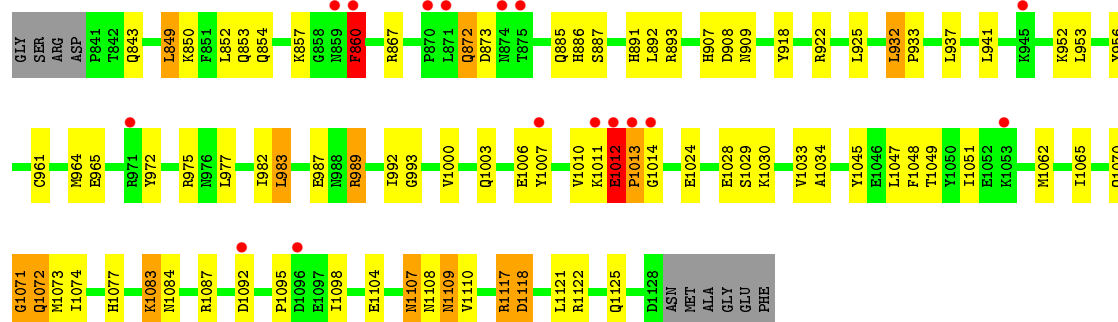 GLY SER ARG ASP P841 T842 Q843 L849 K850 F851 L852 Q853 Q854 K857 G858 N859 F860 R867 P870 L871 Q872 D873 N874 T875 Q885 H886 S887 H891 L892 R893 H907 D908 N909 Y918 R922 L925 L932 P933 L937 L941 K945 K952 L953 Y956
C961 M964 E965 R971 Y972 R975 N976 L977 I982 L983 E987 N988 R989 I992 G993 V1000 Q1003 E1006 Y1007 V1010 K1011 E1012 P1013 G1014 E1024 E1028 S1029 K1030 V1033 A1034 Y1045 E1046 L1047 F1048 T1049 Y1050 I1051 E1052 K1053 M1062 I1065
G1071 Q1072 M1073 I1074 H1077 K1083 N1084 R1087 D1092 P1095 D1096 E1097 I1098 E1104 N1107 N1108 N1109 V1110 R1117 D1118 L1121 R1122 Q1125 D1128 ASN MET ALA GLY GLU PHE